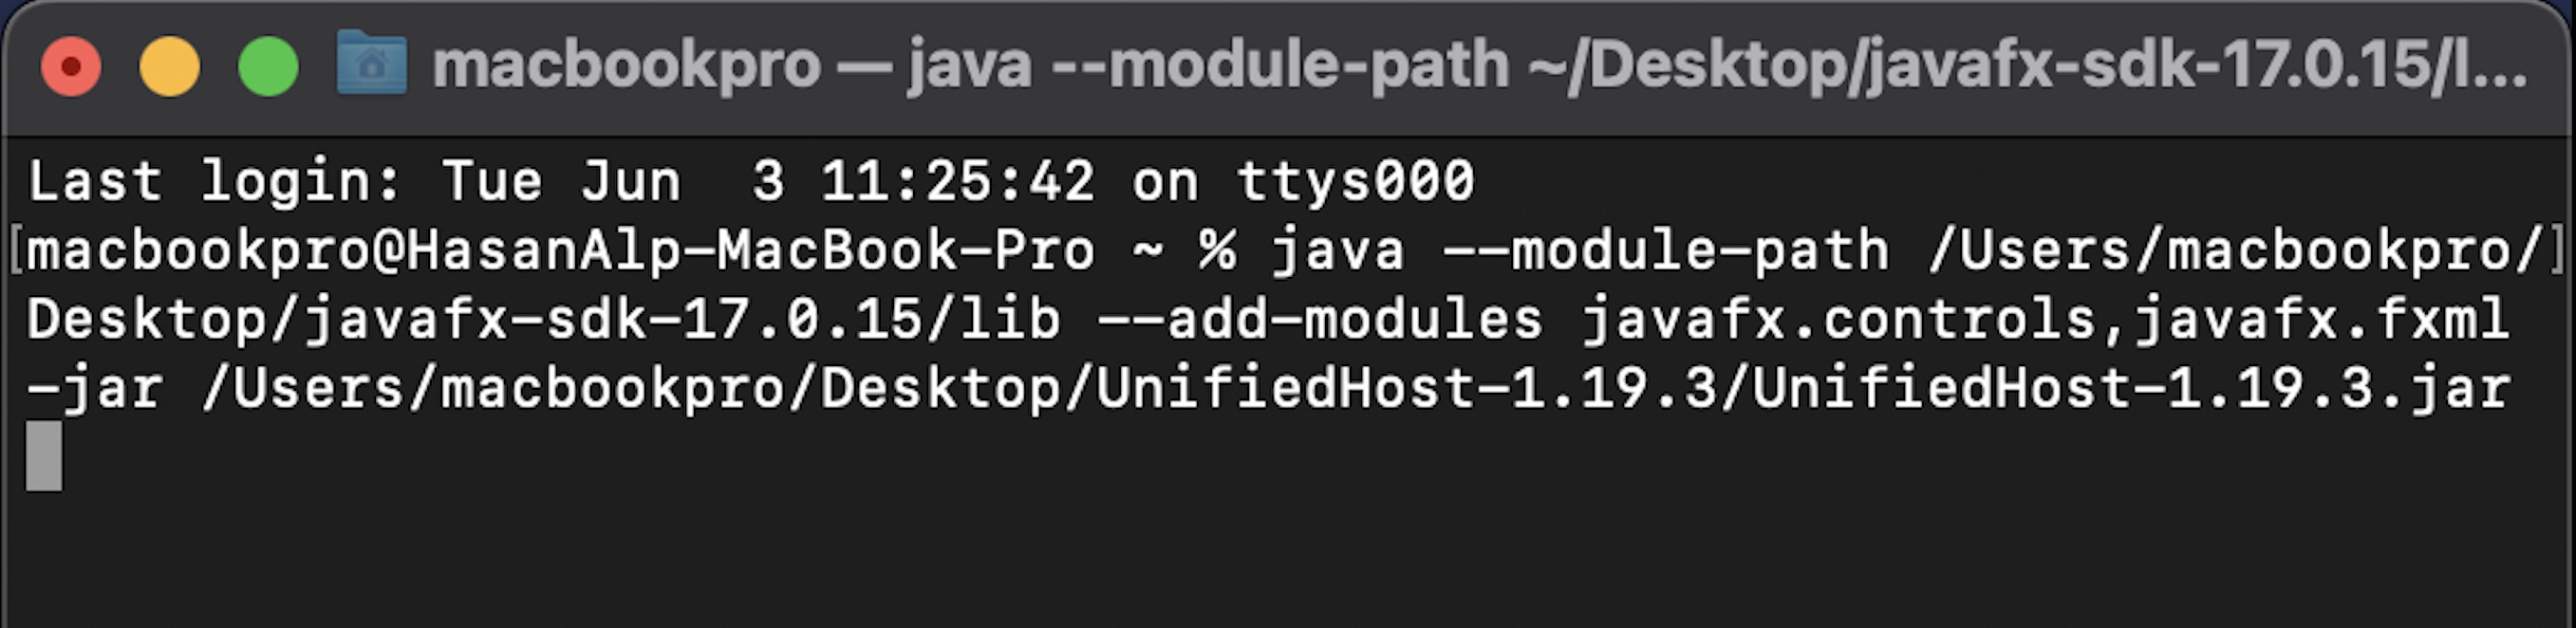 macbookpro — java --module-path ~/Desktop/javafx-sdk-17.0.15/l...
Last login: Tue Jun  3 11:25:42 on ttys000
[macbookpro@HasanAlp-MacBook-Pro ~ % java --module-path /Users/macbookpro/]
Desktop/javafx-sdk-17.0.15/lib --add-modules javafx.controls,javafx.fxml
-jar /Users/macbookpro/Desktop/UnifiedHost-1.19.3/UnifiedHost-1.19.3.jar